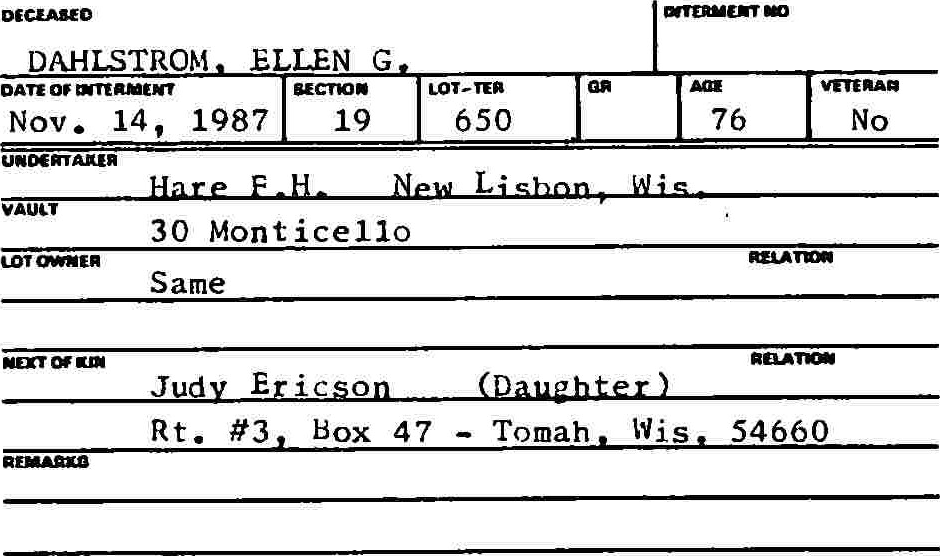 DECEASED INTERMENT NO
DAHLSTROM, ELLEN G.
DATE OF INTERMENT SECTION LOT-TER GR AGE VETERAN
Nov. 14, 1987 19 650 76 No
UNDERTAKER
Hare F.H. New Lisbon, Wis.
VAULT
30 Monticello
LOT OWNER RELATION
Same
NEXT OF KIN RELATION
Judy Ericson (Daughter)
Rt. #3, Box 47 - Tomah, Wis. 54660
REMARKS